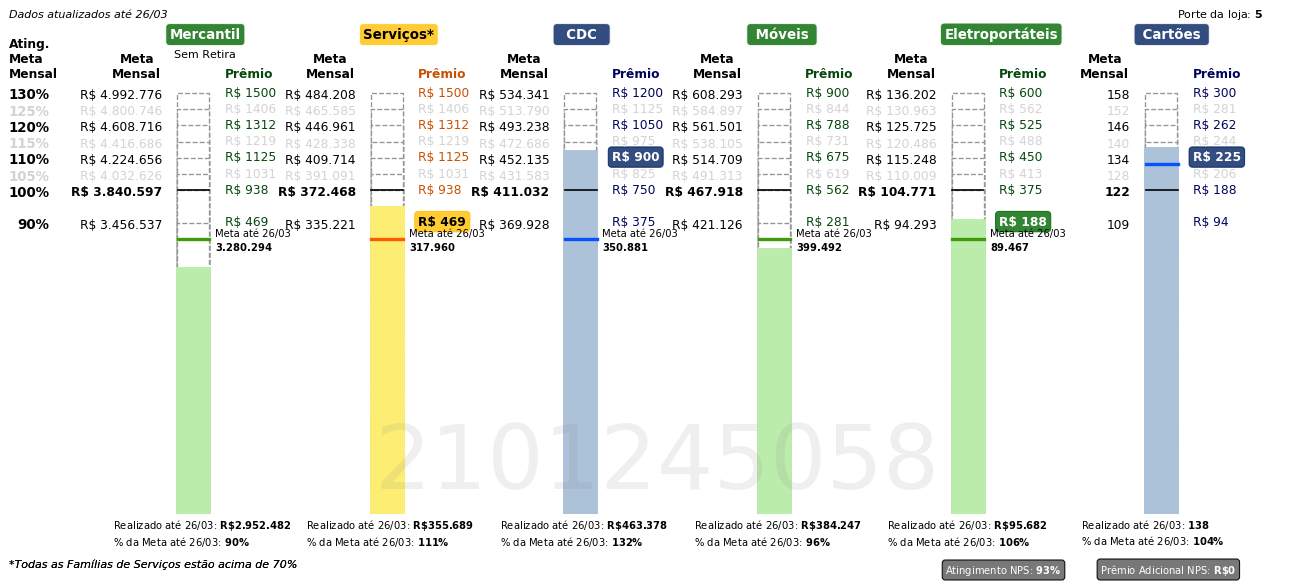 Dados atualizados até 26/03
Porte da loja: 5
Mercantil Serviços* CDC Móveis Eletroportáteis Cartões
Sem Retira
Ating. Meta Mensal
Meta Mensal Prêmio Meta Mensal Prêmio Meta Mensal Prêmio Meta Mensal Prêmio Meta Mensal Prêmio Meta Mensal Prêmio
130% R$ 4.992.776 R$ 1500 R$ 484.208 R$ 1500 R$ 534.341 R$ 1200 R$ 608.293 R$ 900 R$ 136.202 R$ 600 158 R$ 300
125% R$ 4.800.746 R$ 1406 R$ 465.585 R$ 1406 R$ 513.790 R$ 1125 R$ 584.897 R$ 844 R$ 130.963 R$ 562 152 R$ 281
120% R$ 4.608.716 R$ 1312 R$ 446.961 R$ 1312 R$ 493.238 R$ 1050 R$ 561.501 R$ 788 R$ 125.725 R$ 525 146 R$ 262
115% R$ 4.416.686 R$ 1219 R$ 428.338 R$ 1219 R$ 472.686 R$ 975 R$ 538.105 R$ 731 R$ 120.486 R$ 488 140 R$ 244
110% R$ 4.224.656 R$ 1125 R$ 409.714 R$ 1125 R$ 452.135 R$ 900 R$ 514.709 R$ 675 R$ 115.248 R$ 450 134 R$ 225
105% R$ 4.032.626 R$ 1031 R$ 391.091 R$ 1031 R$ 431.583 R$ 825 R$ 491.313 R$ 619 R$ 110.009 R$ 413 128 R$ 206
100% R$ 3.840.597 R$ 938 R$ 372.468 R$ 938 R$ 411.032 R$ 750 R$ 467.918 R$ 562 R$ 104.771 R$ 375 122 R$ 188
90% R$ 3.456.537 R$ 469 R$ 335.221 R$ 469 R$ 369.928 R$ 375 R$ 421.126 R$ 281 R$ 94.293 R$ 188 109 R$ 94
Meta até 26/03 Meta até 26/03 Meta até 26/03 Meta até 26/03 Meta até 26/03
3.280.294 317.960 350.881 399.492 89.467
2101245058
Realizado até 26/03: R$2.952.482 Realizado até 26/03: R$355.689 Realizado até 26/03: R$463.378 Realizado até 26/03: R$384.247 Realizado até 26/03: R$95.682 Realizado até 26/03: 138
% da Meta até 26/03: 90% % da Meta até 26/03: 111% % da Meta até 26/03: 132% % da Meta até 26/03: 96% % da Meta até 26/03: 106% % da Meta até 26/03: 104%
*Todas as Famílias de Serviços estão acima de 70%
Atingimento NPS: 93% Prêmio Adicional NPS: R$0